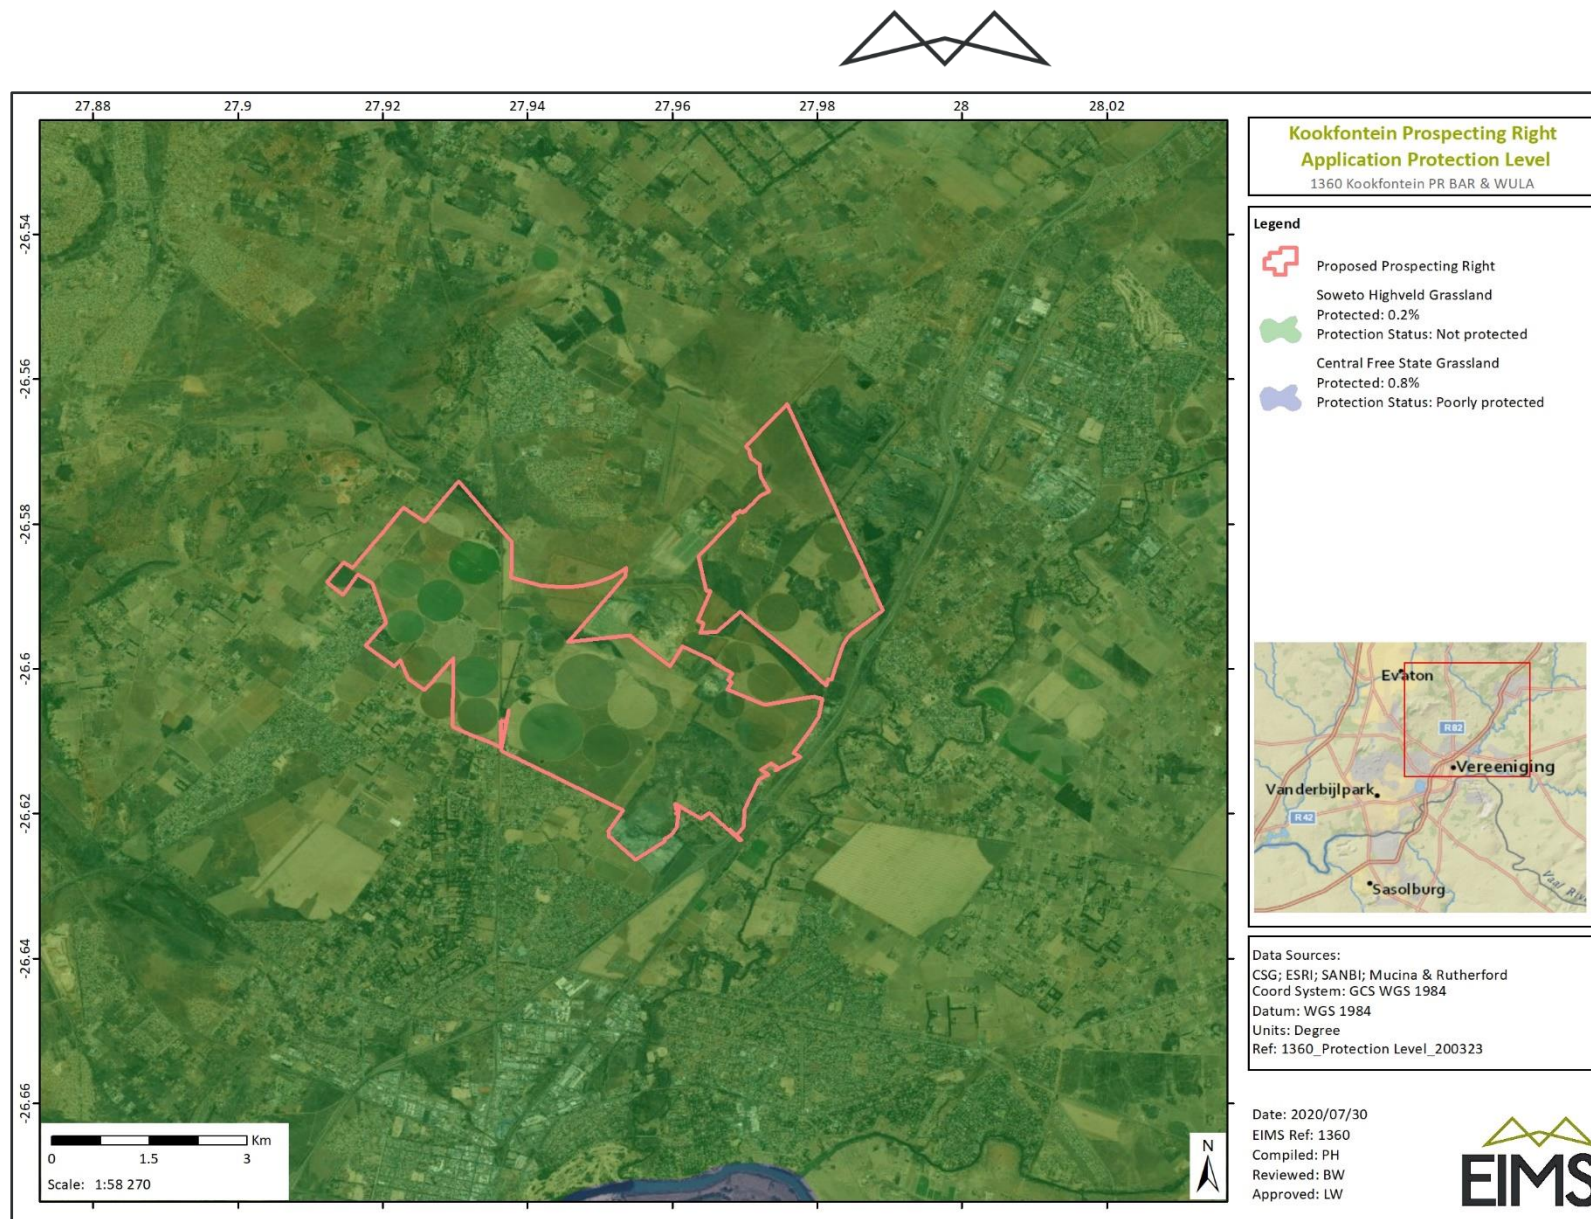 27.88 27.9 27.92 27.94 27.96 27.98 28 28.02
-26.54
-26.56
-26.58
-26.6
-26.62
-26.64
-26.66
Km
0 1.5 3
Scale: 1:58 270
N
Kookfontein Prospecting Right
Application Protection Level
1360 Kookfontein PR BAR & WULA
Legend
Proposed Prospecting Right
Soweto Highveld Grassland
Protected: 0.2%
Protection Status: Not protected
Central Free State Grassland
Protected: 0.8%
Protection Status: Poorly protected
Evaton
R82
Vereeniging
Vanderbijlpark
R42
Sasolburg
Vaal Riv
Data Sources:
CSG; ESRI; SANBI; Mucina & Rutherford
Coord System: GCS WGS 1984
Datum: WGS 1984
Units: Degree
Ref: 1360_Protection Level_200323
Date: 2020/07/30
EIMS Ref: 1360
Compiled: PH
Reviewed: BW
Approved: LW
EIMS